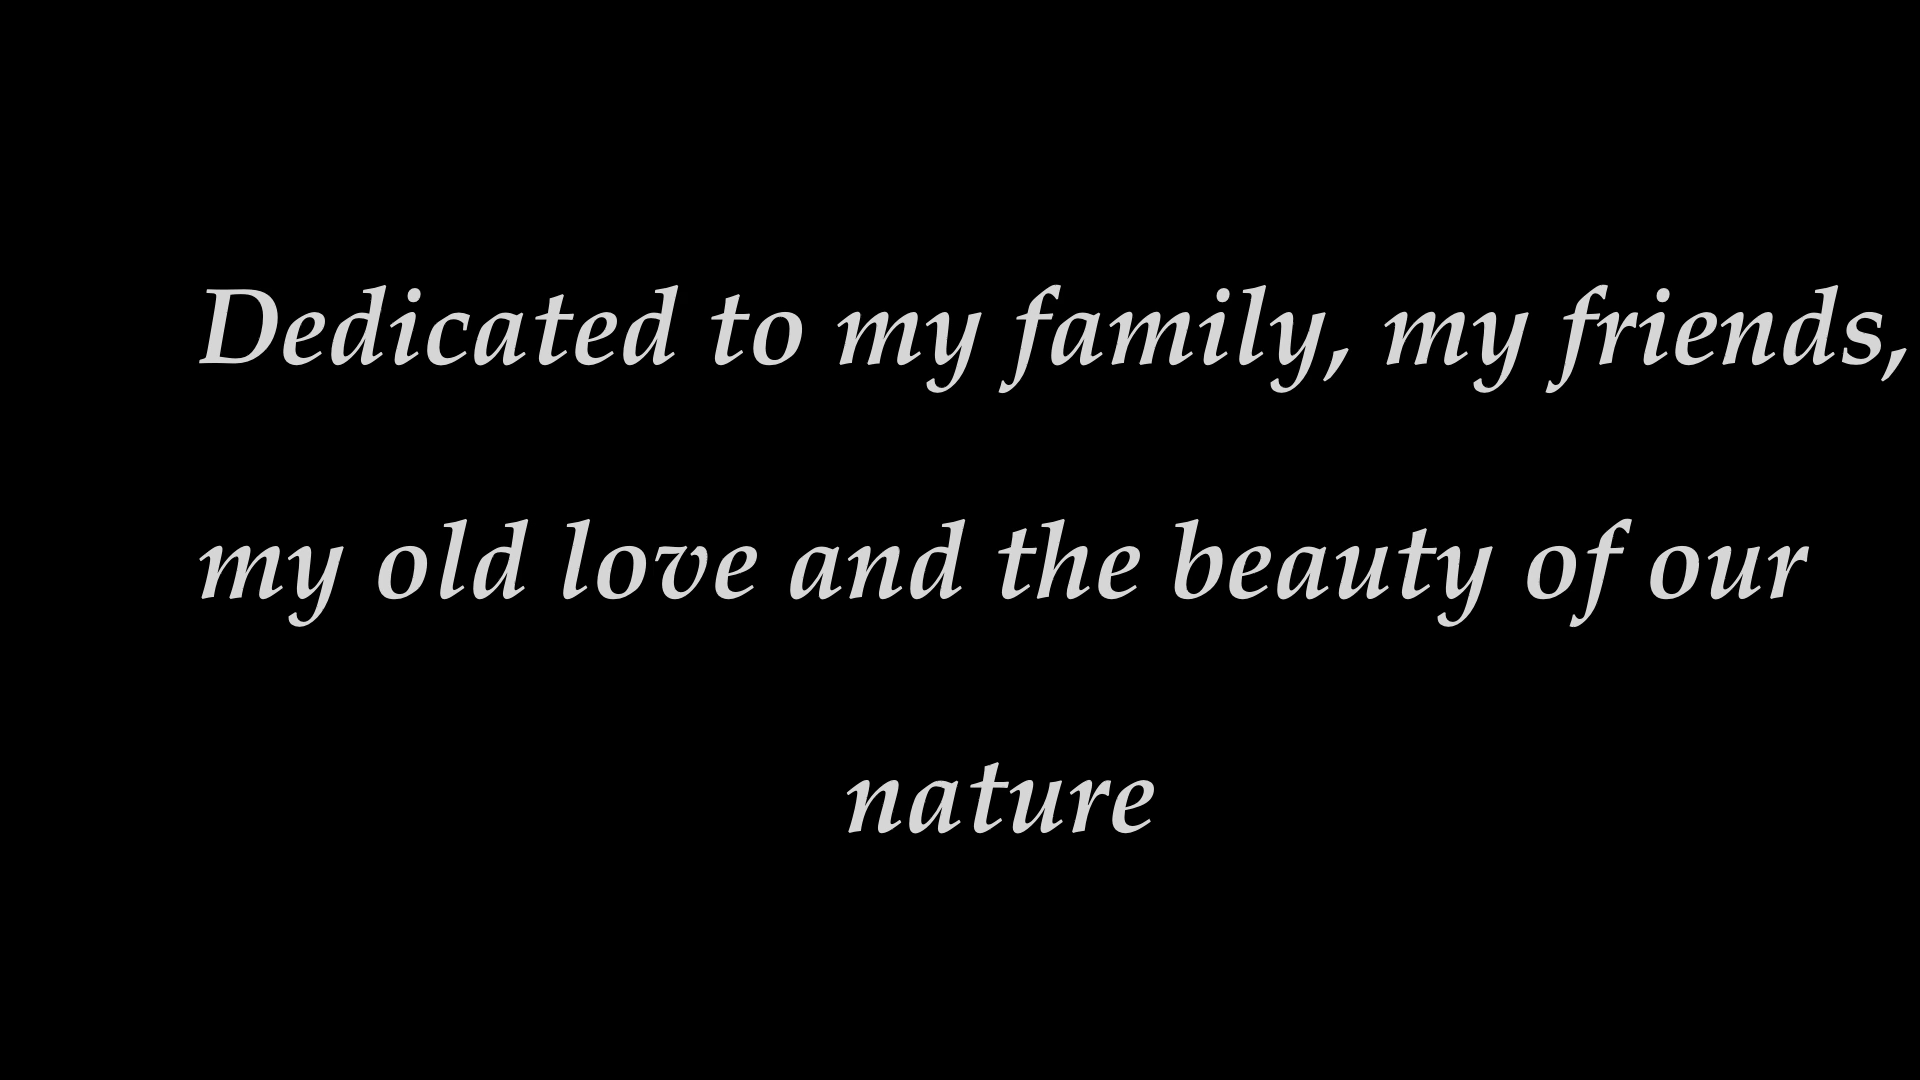 Dedicated to my family, my friends,
my old love and the beauty of our
nature